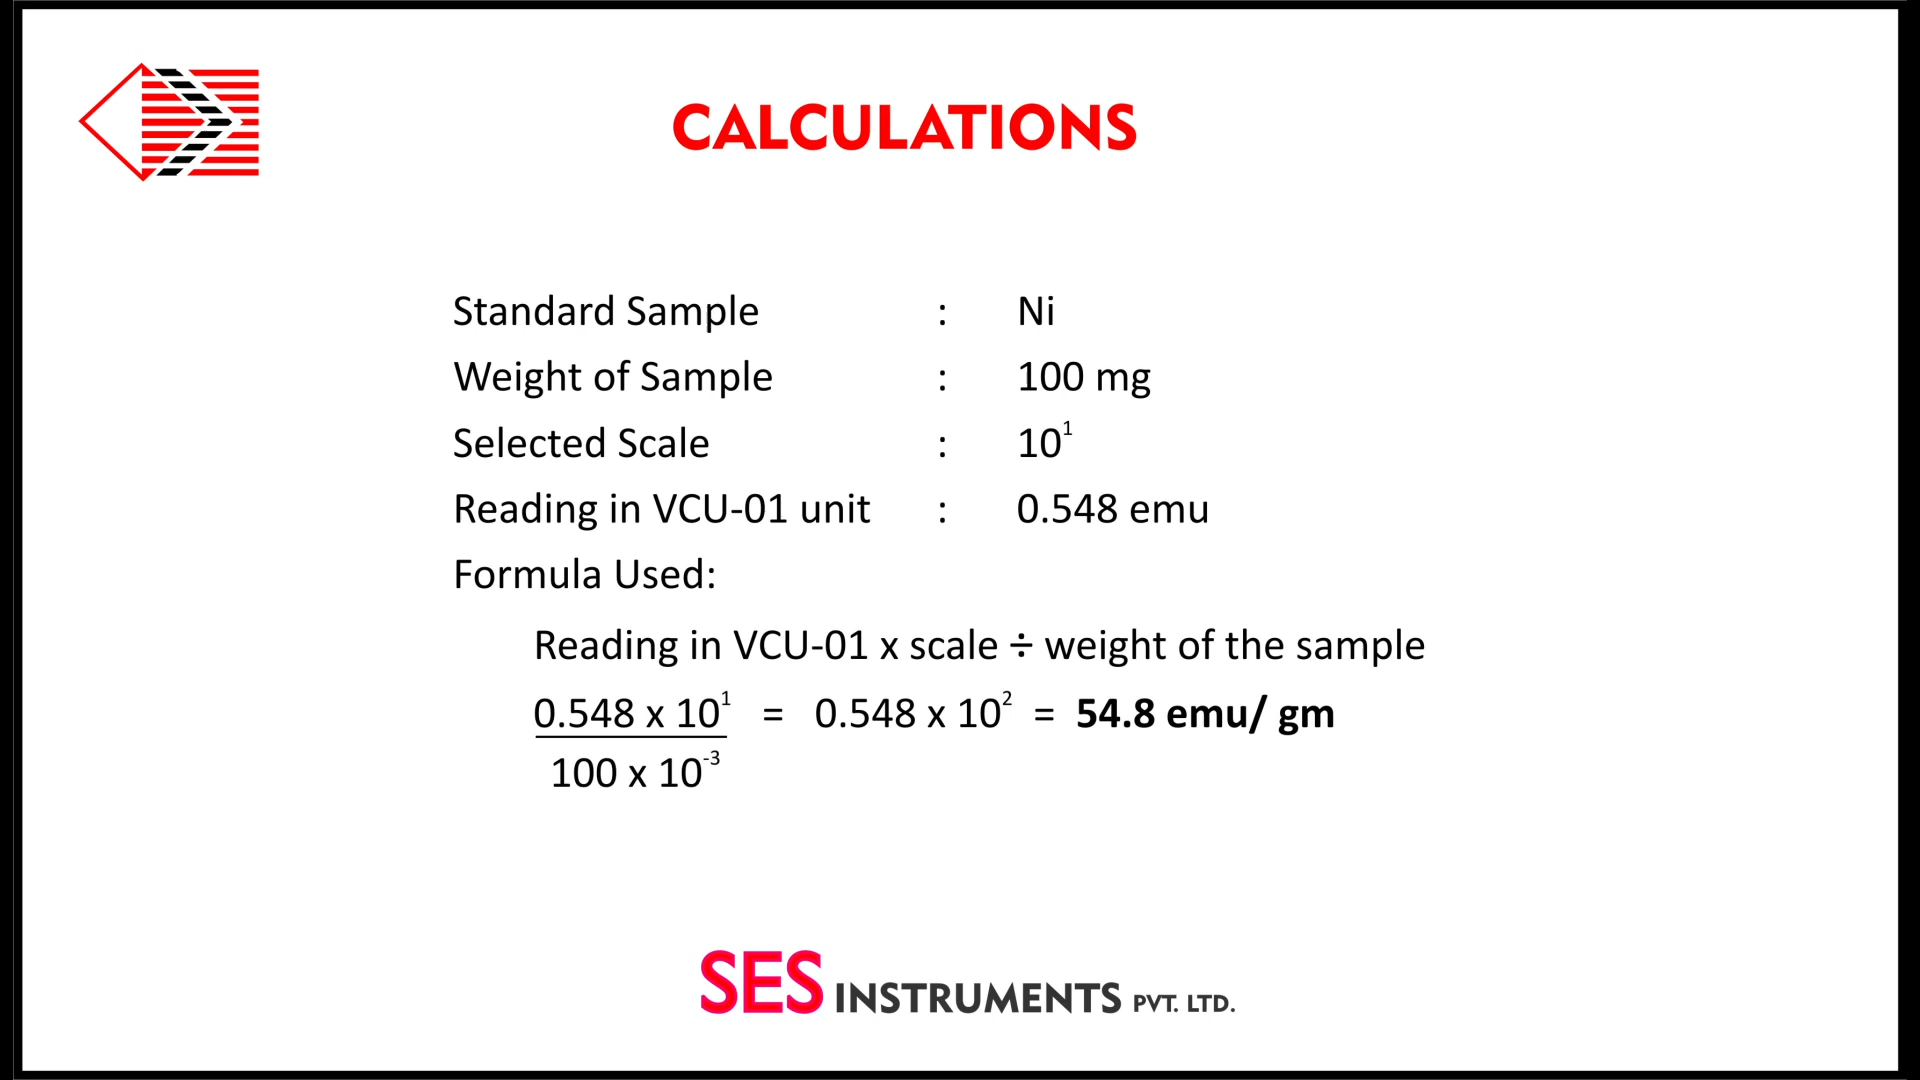 CALCULATIONS
Standard Sample : Ni
Weight of Sample : 100 mg
Selected Scale : 10¹
Reading in VCU-01 unit : 0.548 emu
Formula Used:
Reading in VCU-01 x scale ÷ weight of the sample
0.548 x 10¹ = 0.548 x 10² = 54.8 emu/ gm
100 x 10⁻³
SES INSTRUMENTS PVT. LTD.